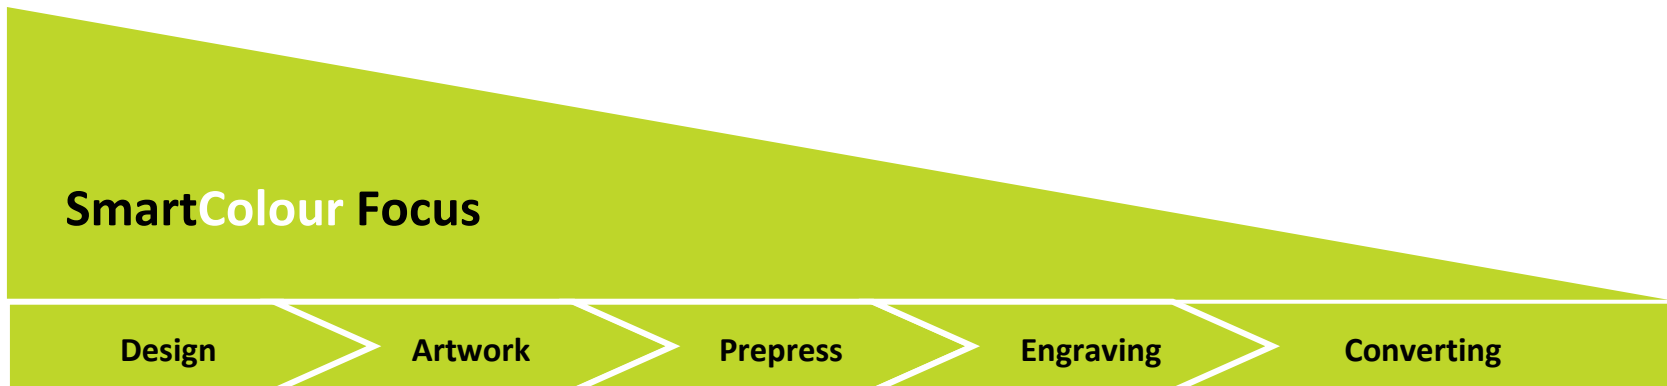 SmartColour Focus
Design Artwork Prepress Engraving Converting